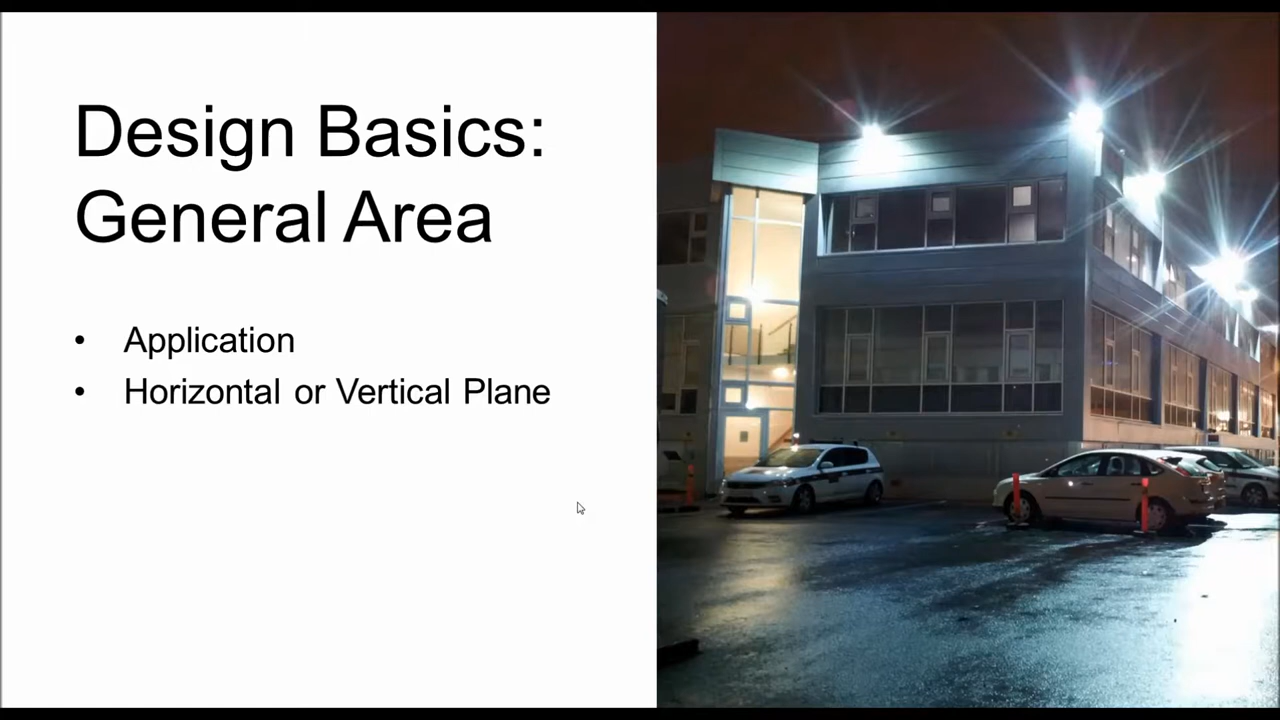 Design Basics:
General Area
• Application
• Horizontal or Vertical Plane